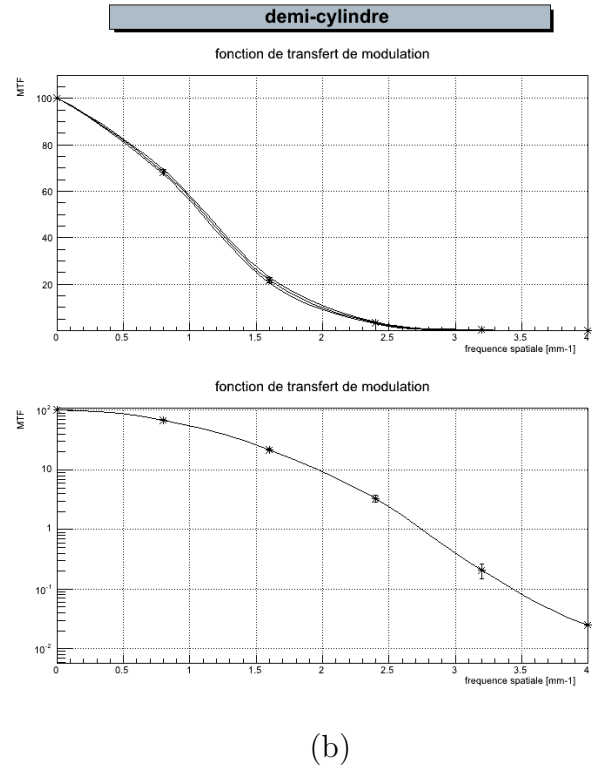 demi-cylindre
fonction de transfert de modulation
MTF
100
80
60
40
20
0 0.5 1 1.5 2 2.5 3 3.5 4
frequence spatiale [mm-1]
fonction de transfert de modulation
MTF
10²
10
1
10⁻¹
10⁻²
0 0.5 1 1.5 2 2.5 3 3.5 4
frequence spatiale [mm-1]
(b)